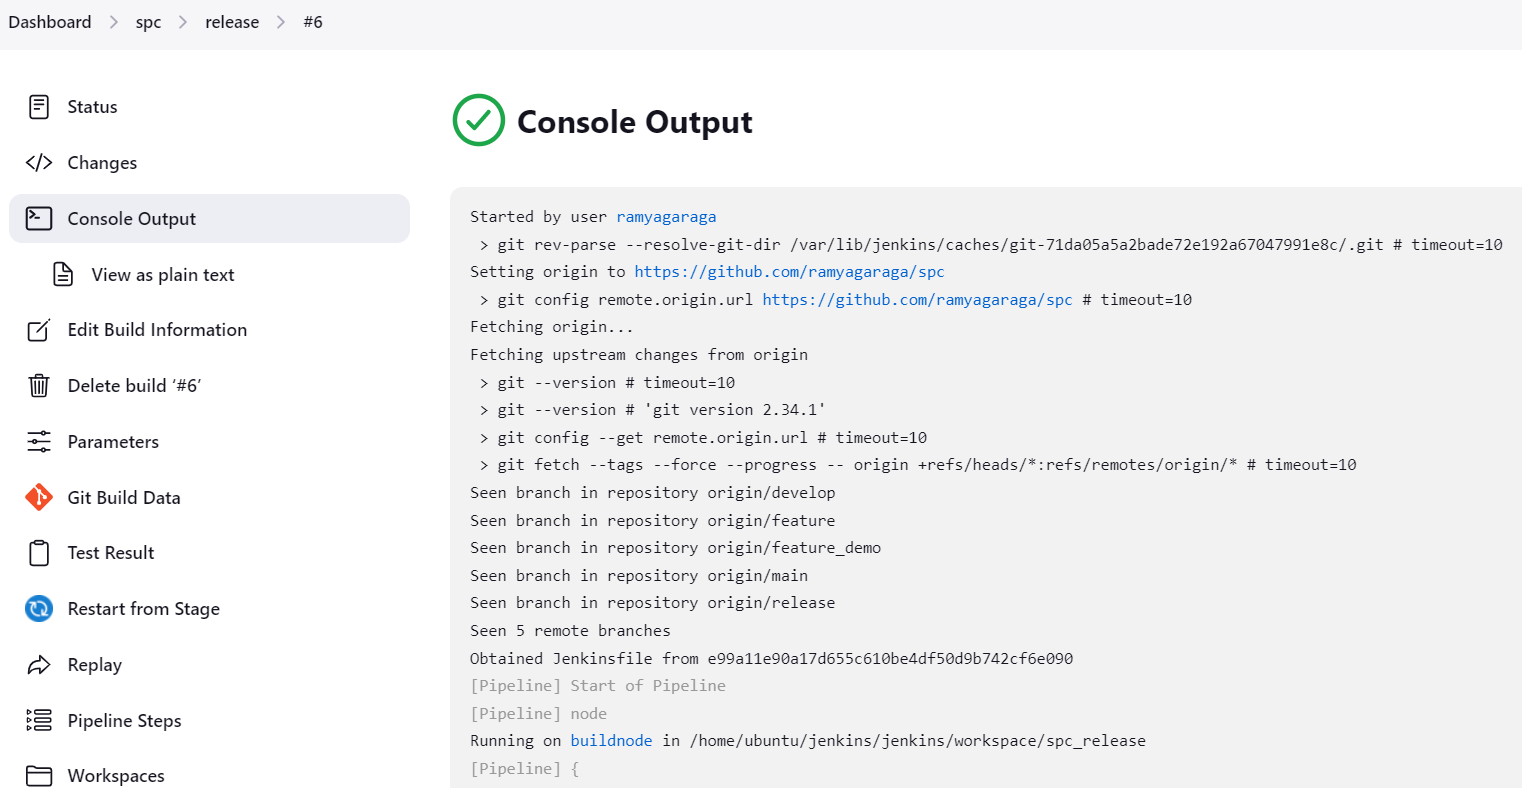 Dashboard > spc > release > #6
Status
Changes
Console Output
View as plain text
Edit Build Information
Delete build ‘#6’
Parameters
Git Build Data
Test Result
Restart from Stage
Replay
Pipeline Steps
Workspaces
Console Output
Started by user ramyagaraga
> git rev-parse --resolve-git-dir /var/lib/jenkins/caches/git-71da05a5a2bade72e192a67047991e8c/.git # timeout=10
Setting origin to https://github.com/ramyagaraga/spc
> git config remote.origin.url https://github.com/ramyagaraga/spc # timeout=10
Fetching origin...
Fetching upstream changes from origin
> git --version # timeout=10
> git --version # 'git version 2.34.1'
> git config --get remote.origin.url # timeout=10
> git fetch --tags --force --progress -- origin +refs/heads/*:refs/remotes/origin/* # timeout=10
Seen branch in repository origin/develop
Seen branch in repository origin/feature
Seen branch in repository origin/feature_demo
Seen branch in repository origin/main
Seen branch in repository origin/release
Seen 5 remote branches
Obtained Jenkinsfile from e99a11e90a17d655c610be4df50d9b742cf6e090
[Pipeline] Start of Pipeline
[Pipeline] node
Running on buildnode in /home/ubuntu/jenkins/jenkins/workspace/spc_release
[Pipeline] {